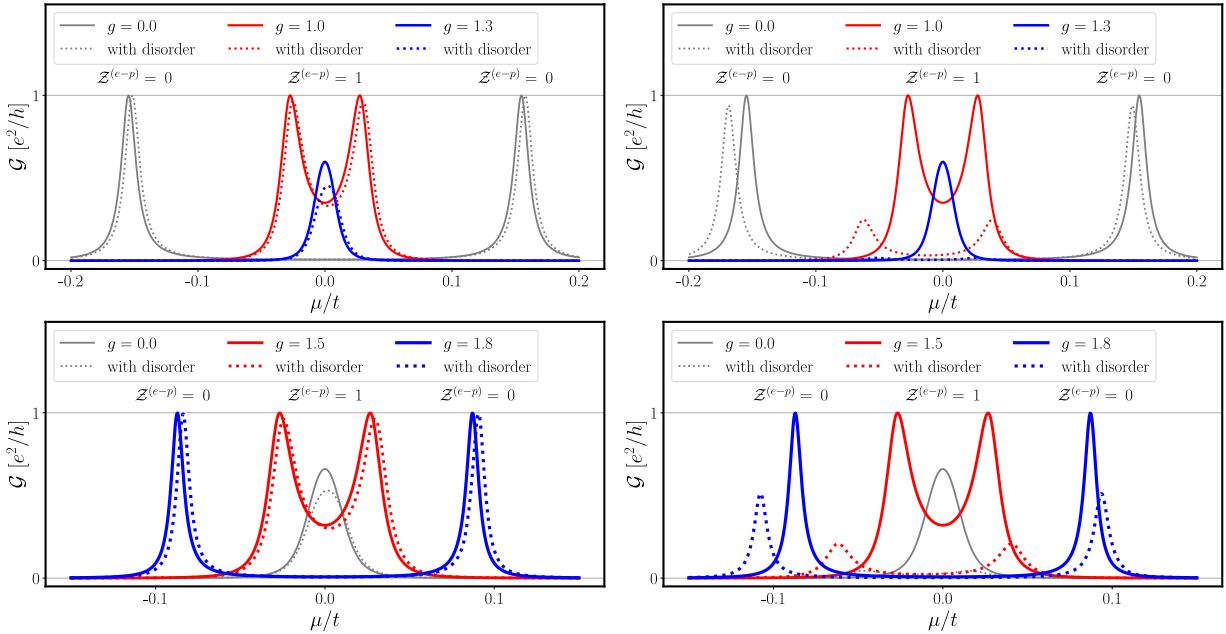 g = 0.0 g = 1.0 g = 1.3
with disorder with disorder with disorder
𝒵^(e−p) = 0 𝒵^(e−p) = 1 𝒵^(e−p) = 0
1
𝒢 [e²/h]
0
-0.2 -0.1 0.0 0.1 0.2
μ/t
g = 0.0 g = 1.0 g = 1.3
with disorder with disorder with disorder
𝒵^(e−p) = 0 𝒵^(e−p) = 1 𝒵^(e−p) = 0
1
𝒢 [e²/h]
0
-0.2 -0.1 0.0 0.1 0.2
μ/t
g = 0.0 g = 1.5 g = 1.8
with disorder with disorder with disorder
𝒵^(e−p) = 0 𝒵^(e−p) = 1 𝒵^(e−p) = 0
1
𝒢 [e²/h]
0
-0.1 0.0 0.1
μ/t
g = 0.0 g = 1.5 g = 1.8
with disorder with disorder with disorder
𝒵^(e−p) = 0 𝒵^(e−p) = 1 𝒵^(e−p) = 0
1
𝒢 [e²/h]
0
-0.1 0.0 0.1
μ/t